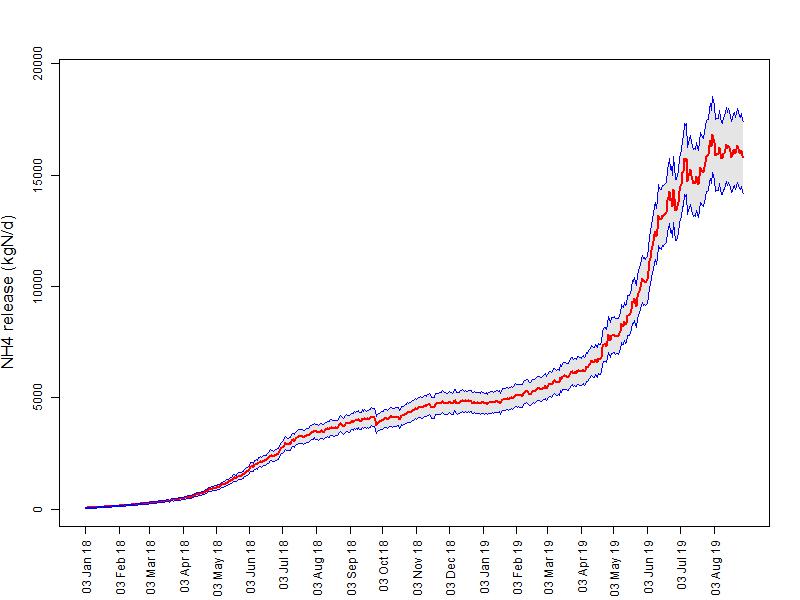 NH4 release (kgN/d)
20000
15000
10000
5000
0
03 Jan 18
03 Feb 18
03 Mar 18
03 Apr 18
03 May 18
03 Jun 18
03 Jul 18
03 Aug 18
03 Sep 18
03 Oct 18
03 Nov 18
03 Dec 18
03 Jan 19
03 Feb 19
03 Mar 19
03 Apr 19
03 May 19
03 Jun 19
03 Jul 19
03 Aug 19